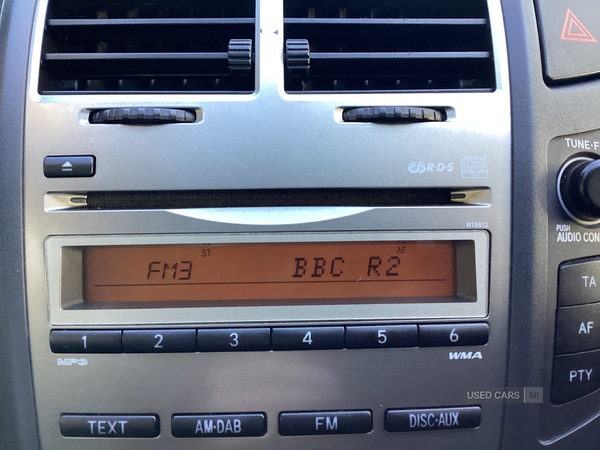 TUNE·F
R·D·S
W13812
PUSH
AUDIO CON
ST
AF
FM3 BBC R2
1 2 3 4 5 6
MP3
WMA
TA
AF
PTY
TEXT AM·DAB FM DISC·AUX
USED CARS NI